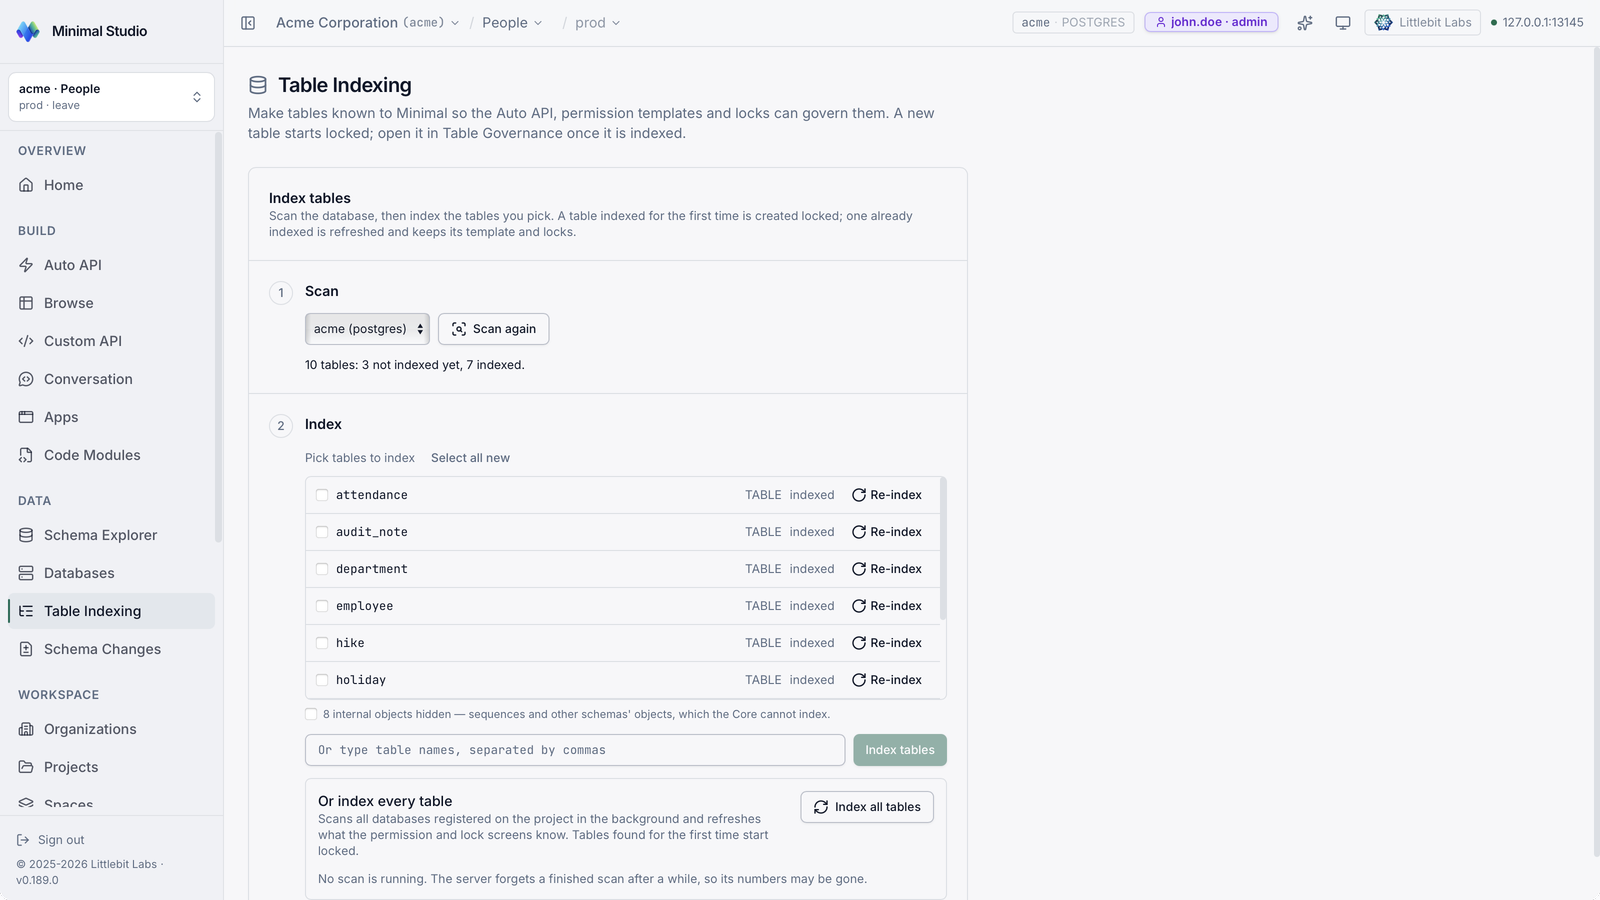 Minimal Studio
acme · People
prod · leave
OVERVIEW
Home
BUILD
Auto API
Browse
Custom API
Conversation
Apps
Code Modules
DATA
Schema Explorer
Databases
Table Indexing
Schema Changes
WORKSPACE
Organizations
Projects
Spaces
Sign out
© 2025-2026 Littlebit Labs ·
v0.189.0
Acme Corporation (acme) / People / prod
acme · POSTGRES
john.doe · admin
Littlebit Labs
127.0.0.1:13145
Table Indexing
Make tables known to Minimal so the Auto API, permission templates and locks can govern them. A new
table starts locked; open it in Table Governance once it is indexed.
Index tables
Scan the database, then index the tables you pick. A table indexed for the first time is created locked; one already
indexed is refreshed and keeps its template and locks.
1 Scan
acme (postgres) Scan again
10 tables: 3 not indexed yet, 7 indexed.
2 Index
Pick tables to index Select all new
attendance TABLE indexed Re-index
audit_note TABLE indexed Re-index
department TABLE indexed Re-index
employee TABLE indexed Re-index
hike TABLE indexed Re-index
holiday TABLE indexed Re-index
8 internal objects hidden — sequences and other schemas' objects, which the Core cannot index.
Or type table names, separated by commas Index tables
Or index every table
Scans all databases registered on the project in the background and refreshes
what the permission and lock screens know. Tables found for the first time start
locked.
Index all tables
No scan is running. The server forgets a finished scan after a while, so its numbers may be gone.